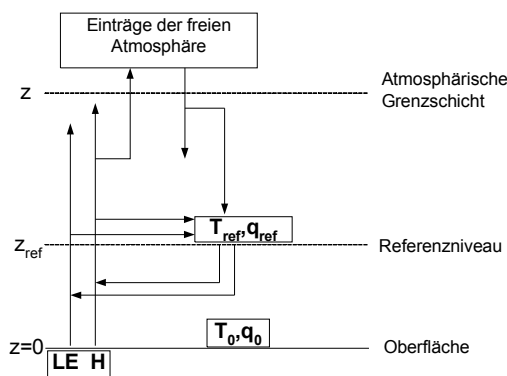 Einträge der freien
Atmosphäre
z
Atmosphärische
Grenzschicht
T_ref,q_ref
z_ref
Referenzniveau
T_0,q_0
z=0
Oberfläche
LE H